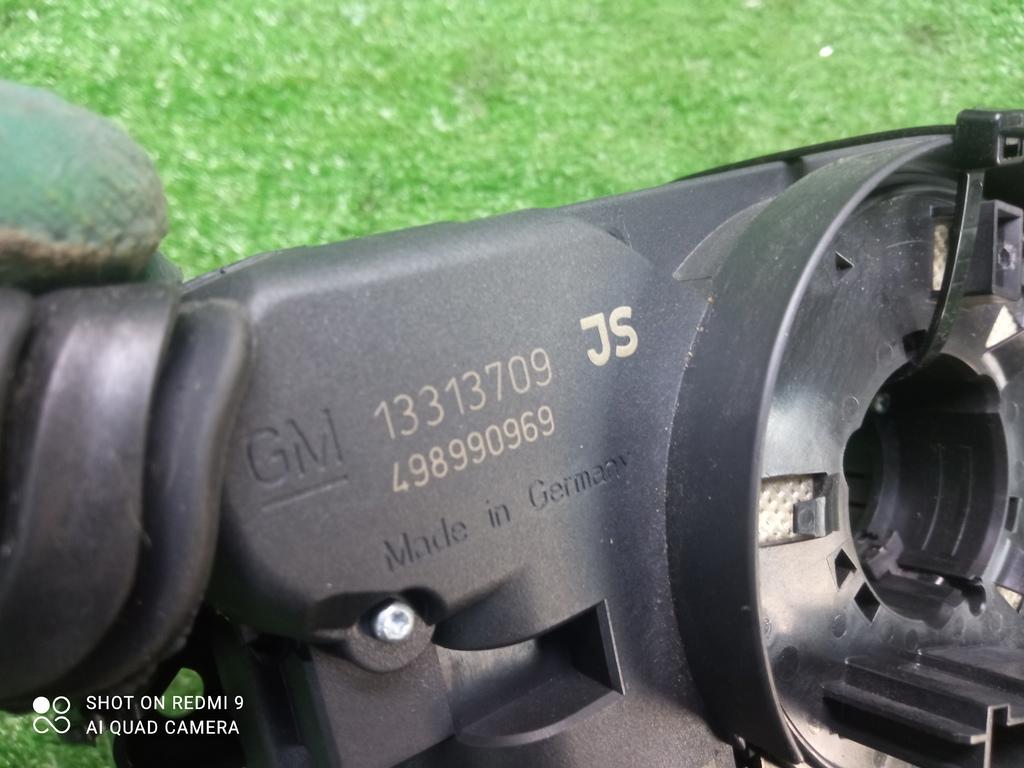 GM
13313709 JS
498990969
Made in Germany
SHOT ON REDMI 9
AI QUAD CAMERA